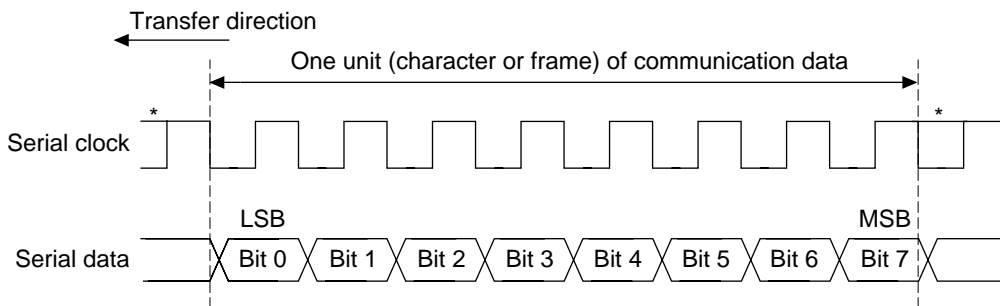 Transfer direction
One unit (character or frame) of communication data
* *
Serial clock
LSB MSB
Serial data Bit 0 Bit 1 Bit 2 Bit 3 Bit 4 Bit 5 Bit 6 Bit 7